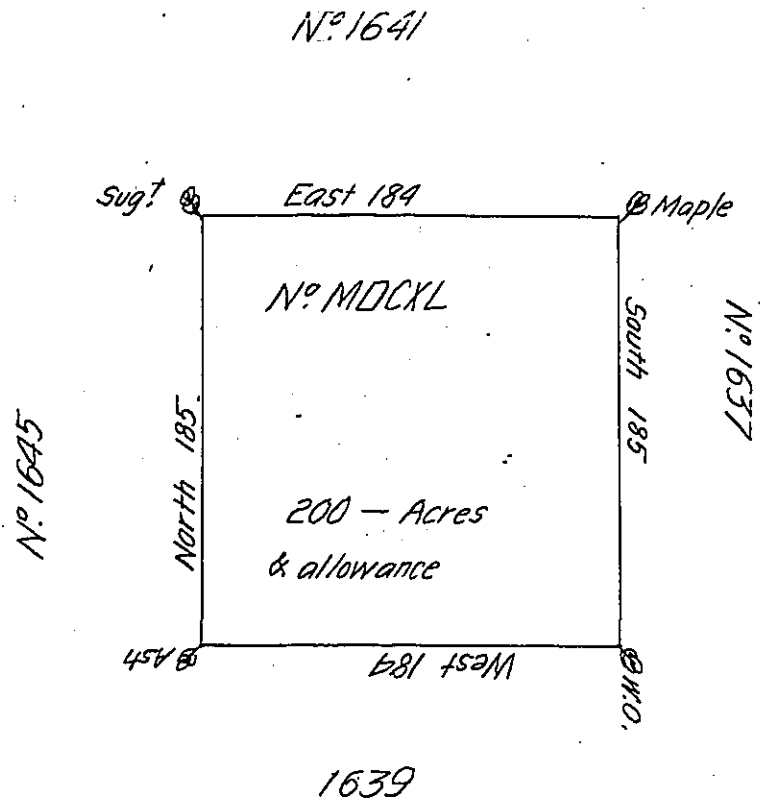 Nº 1641
Sugt
East 184
Maple
Nº MDCXL
South 185
Nº 1637
Nº 1645
North 185
200 — Acres
& allowance
Ash
West 184
W.O.
1639